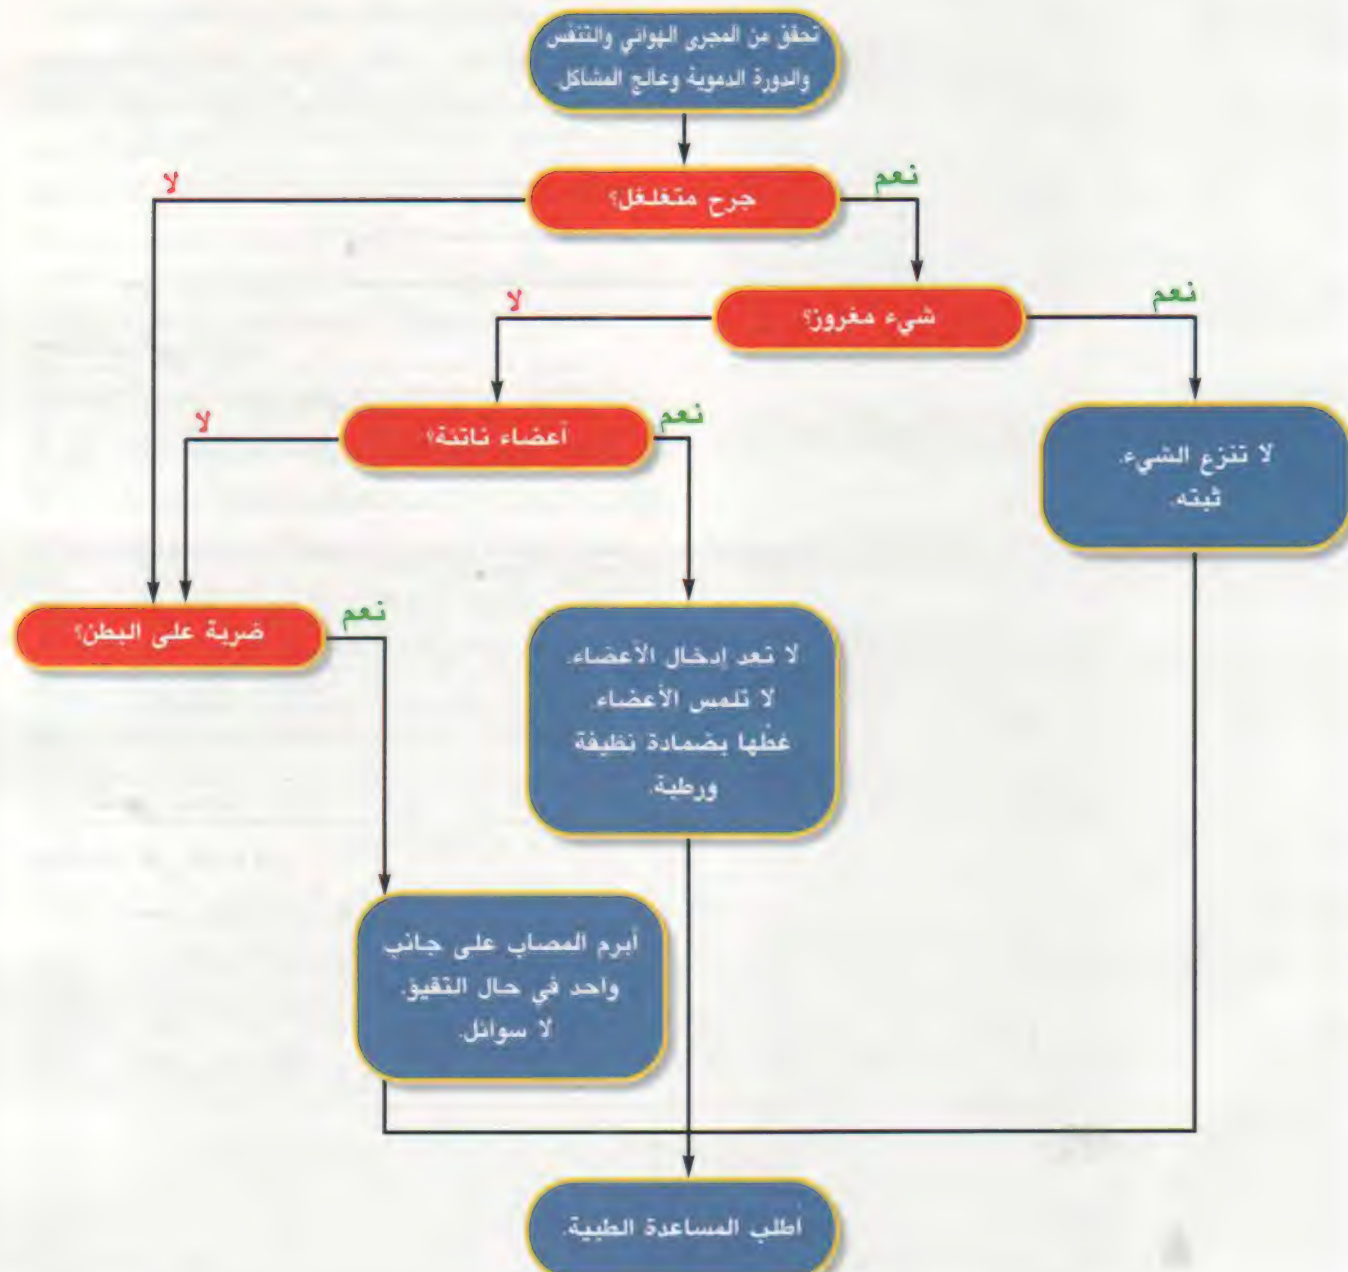 تحقق من المجرى الهوائي والتنفس
والدورة الدموية وعالج المشاكل.
نعم
جرح متغلغل؟
لا
نعم
شيء مغروز؟
لا
نعم
أعضاء ناتئة؟
لا
لا تنزع الشيء.
ثبته.
نعم
ضربة على البطن؟
لا تعد إدخال الأعضاء.
لا تلمس الأعضاء.
غطّها بضمادة نظيفة
ورطبة.
أبرم المصاب على جانب
واحد في حال التقيؤ.
لا سوائل.
أطلب المساعدة الطبية.